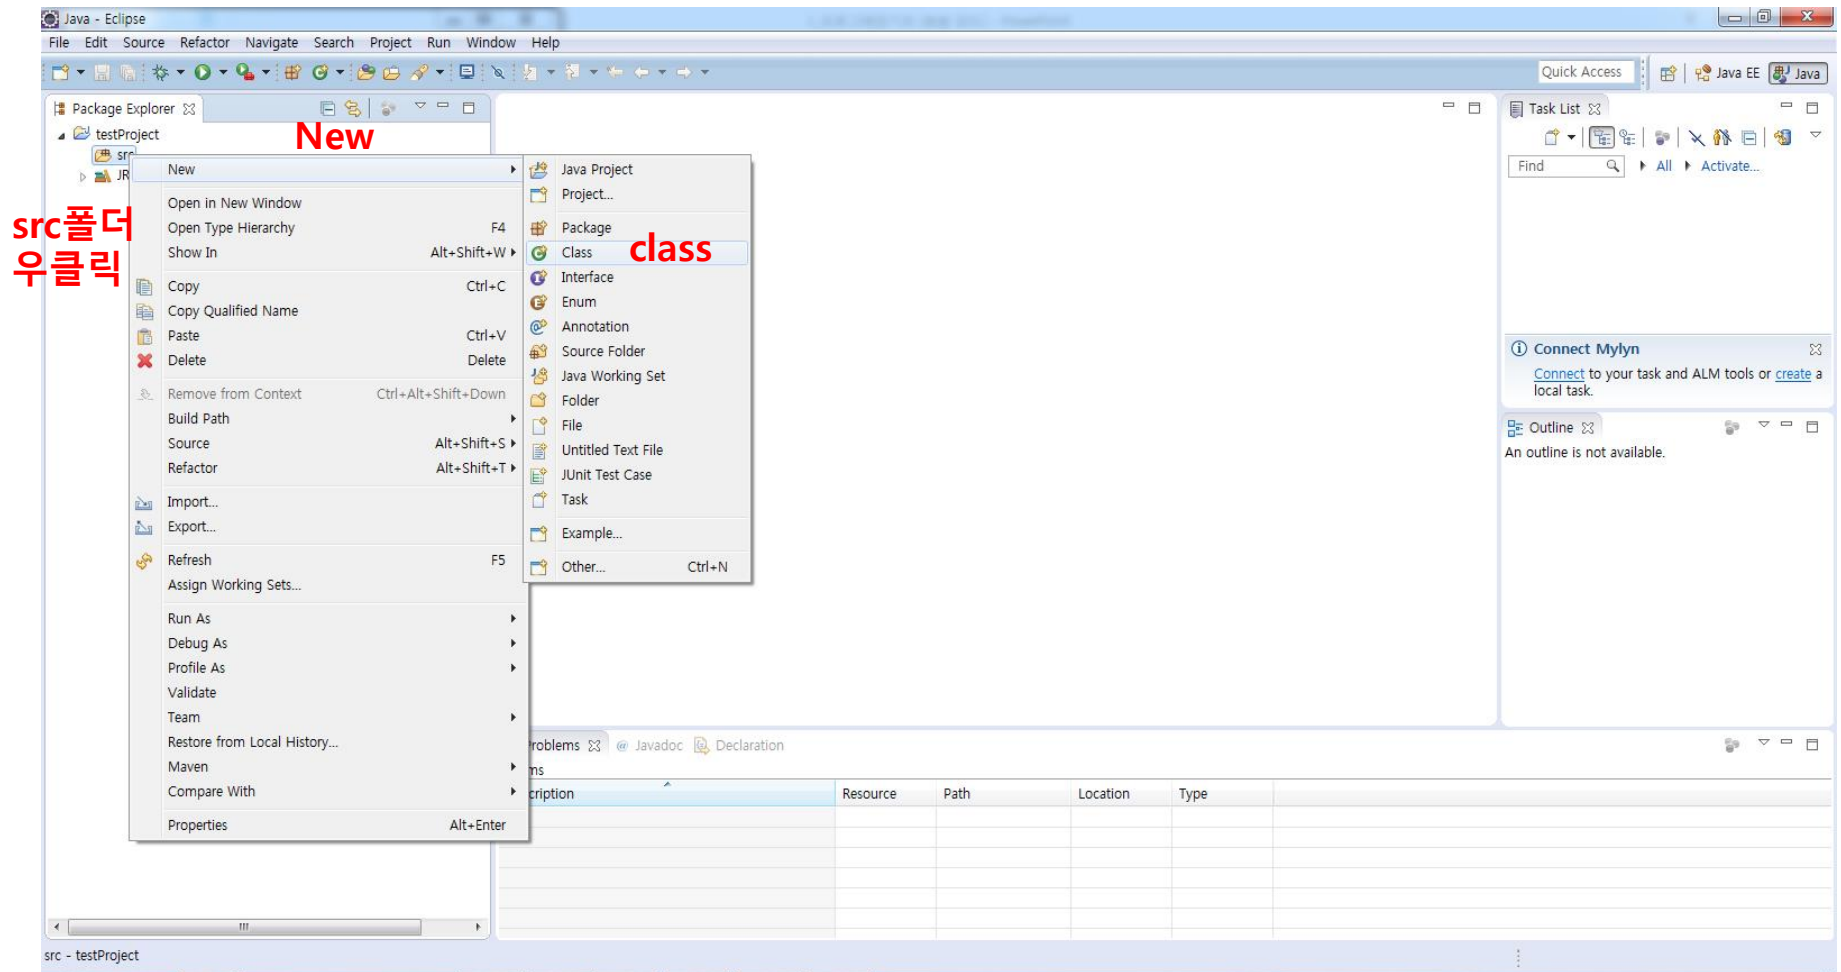 Java - Eclipse
File Edit Source Refactor Navigate Search Project Run Window Help
Quick Access
Java EE
Java
Package Explorer
testProject
src
JR
New
src폴더
우클릭
New
Open in New Window
Open Type Hierarchy F4
Show In Alt+Shift+W
Copy Ctrl+C
Copy Qualified Name
Paste Ctrl+V
Delete Delete
Remove from Context Ctrl+Alt+Shift+Down
Build Path
Source Alt+Shift+S
Refactor Alt+Shift+T
Import...
Export...
Refresh F5
Assign Working Sets...
Run As
Debug As
Profile As
Validate
Team
Restore from Local History...
Maven
Compare With
Properties Alt+Enter
Java Project
Project...
Package
Class
class
Interface
Enum
Annotation
Source Folder
Java Working Set
Folder
File
Untitled Text File
JUnit Test Case
Task
Example...
Other... Ctrl+N
Task List
Find
All
Activate...
Connect Mylyn
Connect to your task and ALM tools or create a
local task.
Outline
An outline is not available.
roblems @ Javadoc Declaration
ms
cription Resource Path Location Type
src - testProject